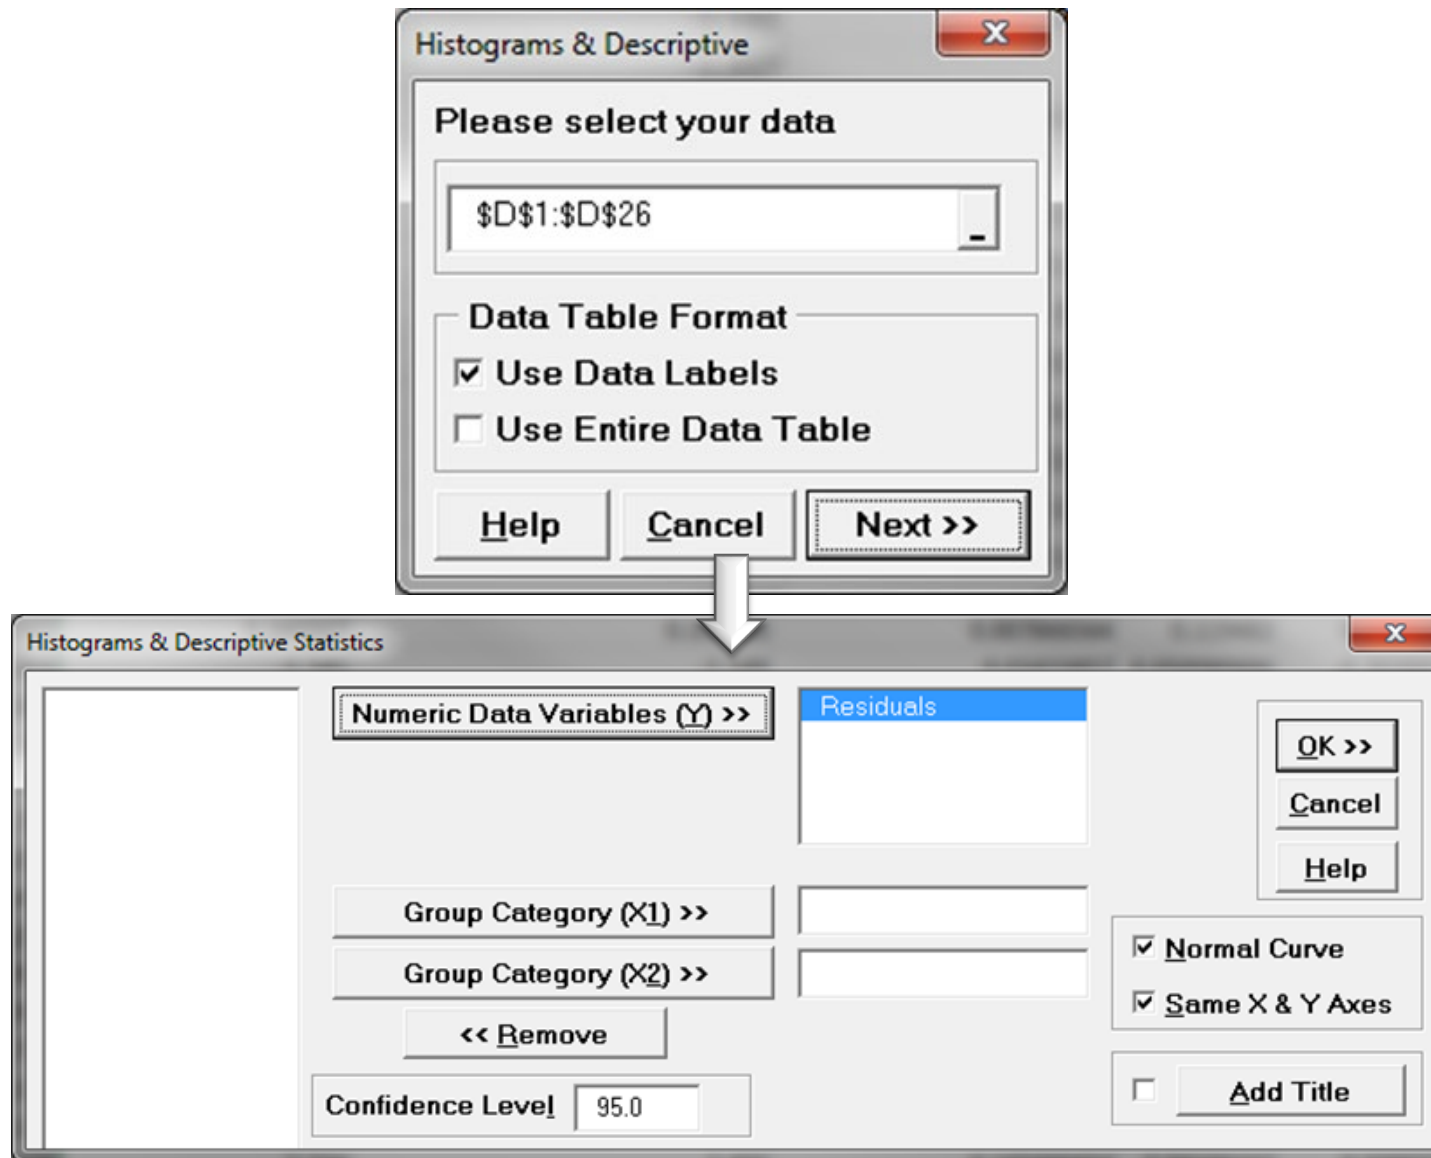 Histograms & Descriptive
Please select your data
$D$1:$D$26
Data Table Format
Use Data Labels
Use Entire Data Table
Help Cancel Next >>
Histograms & Descriptive Statistics
Numeric Data Variables (Y) >>
Residuals
OK >>
Cancel
Help
Group Category (X1) >>
Group Category (X2) >>
<< Remove
Normal Curve
Same X & Y Axes
Confidence Level 95.0
Add Title